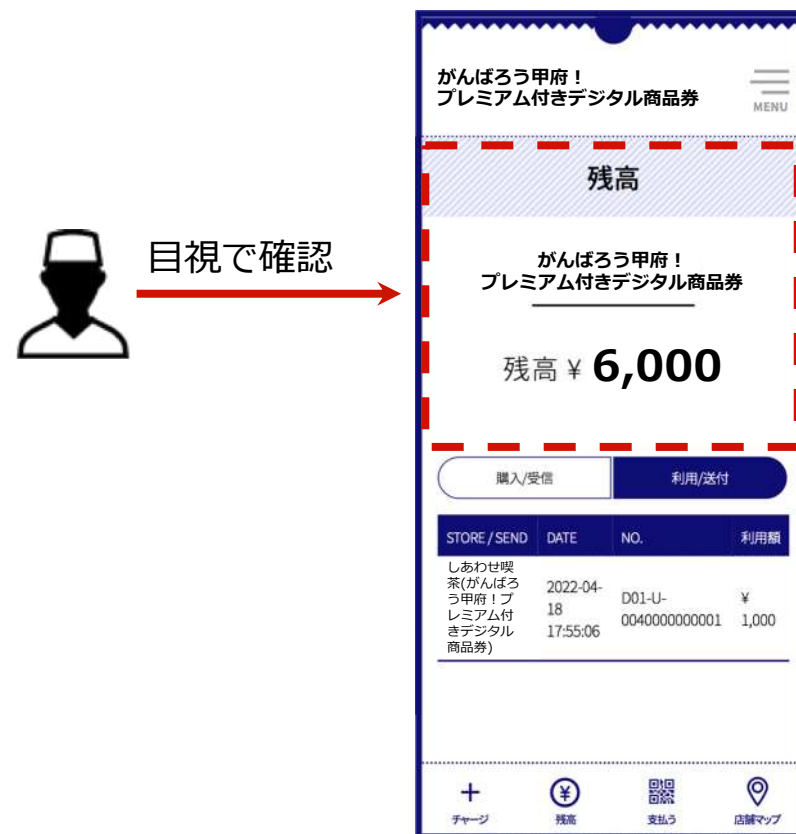 がんばろう甲府！
プレミアム付きデジタル商品券
MENU
残高
目視で確認
がんばろう甲府！
プレミアム付きデジタル商品券
残高 ¥ 6,000
購入/受信 利用/送付
STORE / SEND DATE NO. 利用額
しあわせ喫
茶(がんばろ
う甲府！プ
レミアム付
きデジタル
商品券)
2022-04-
18
17:55:06
D01-U-
0040000000001
¥
1,000
チャージ 残高 支払う 店舗マップ